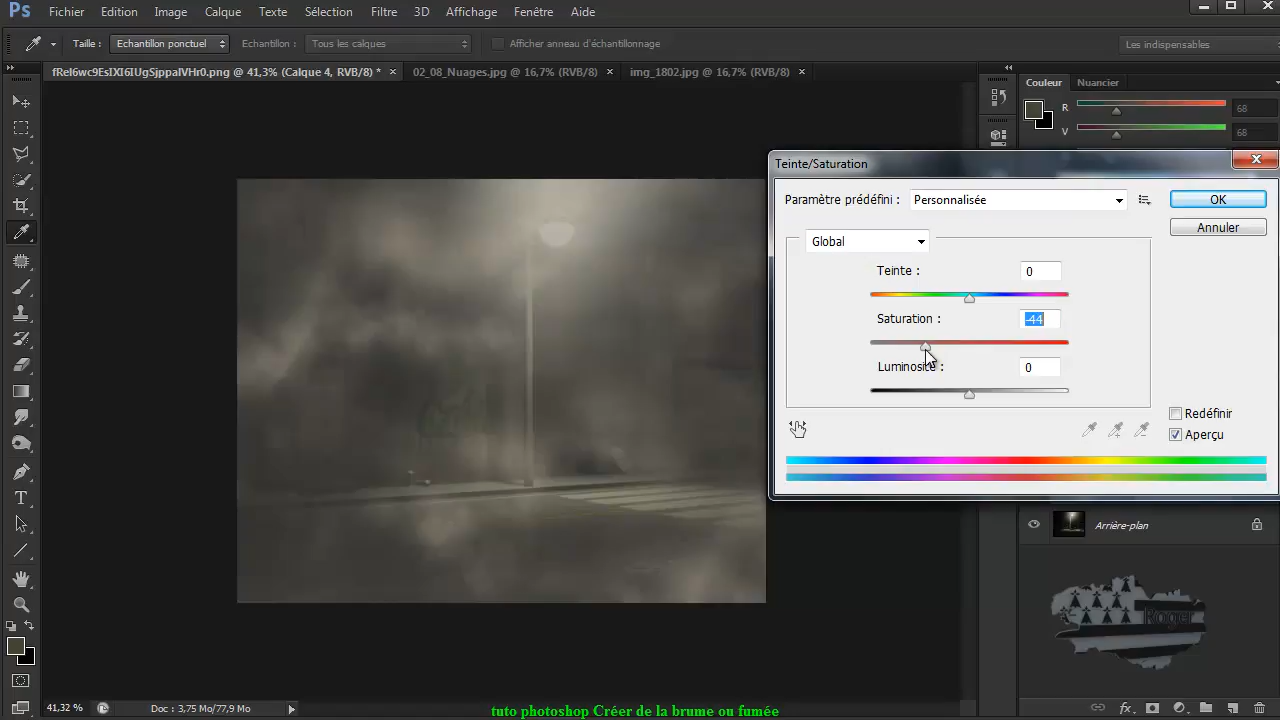 Ps Fichier Edition Image Calque Texte Sélection Filtre 3D Affichage Fenêtre Aide
Taille : Echantillon ponctuel Echantillon : Tous les calques Afficher anneau d'échantillonnage Les indispensables
fRel6wc9EsIXI6IUgSjppaIVHr0.png @ 41,3% (Calque 4, RVB/8) * 02_08_Nuages.jpg @ 16,7% (RVB/8) img_1802.jpg @ 16,7% (RVB/8)
Couleur Nuancier
R 68
V 68
Teinte/Saturation
Paramètre prédéfini : Personnalisée OK
Annuler
Global
Teinte : 0
Saturation : -44
Luminosité : 0
Redéfinir
Aperçu
Arrière-plan
Roger
41,32 % Doc : 3,75 Mo/77,9 Mo
fx
tuto photoshop Créer de la brume ou fumée